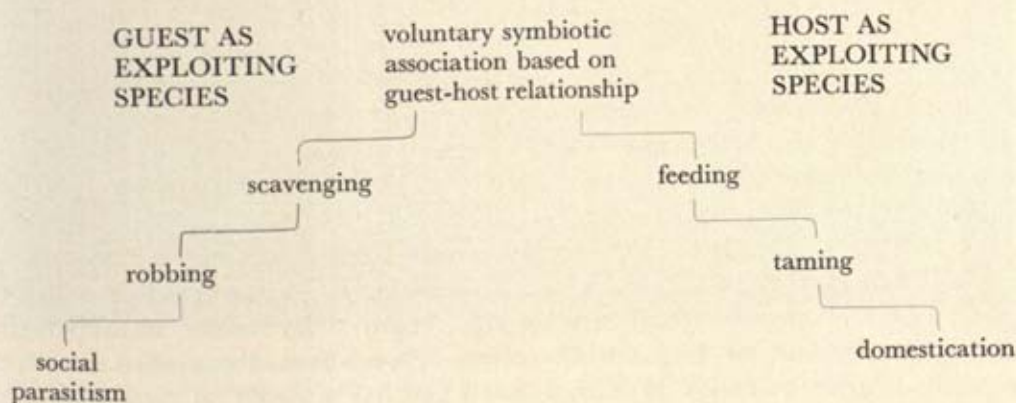 GUEST AS
EXPLOITING
SPECIES
voluntary symbiotic
association based on
guest-host relationship
HOST AS
EXPLOITING
SPECIES
scavenging
feeding
robbing
taming
social
parasitism
domestication